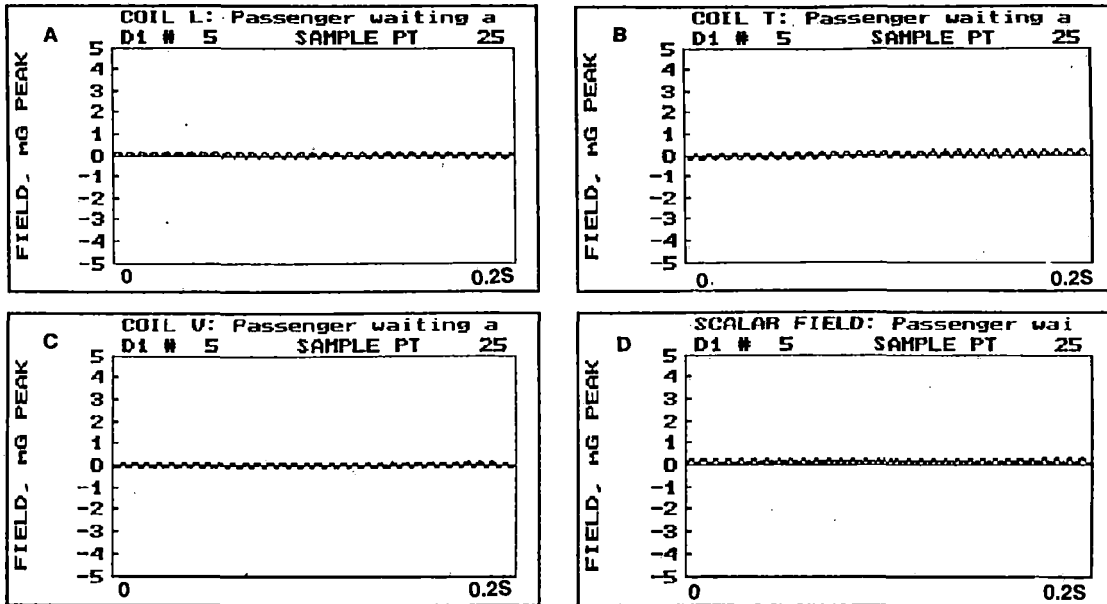 A
COIL L: Passenger waiting a
D1 # 5 SAMPLE PT 25
FIELD, mG PEAK
5
4
3
2
1
0
-1
-2
-3
-4
-5
0 0.2S
B
COIL T: Passenger waiting a
D1 # 5 SAMPLE PT 25
FIELD, mG PEAK
5
4
3
2
1
0
-1
-2
-3
-4
-5
0. 0.2S
C
COIL V: Passenger waiting a
D1 # 5 SAMPLE PT 25
FIELD, mG PEAK
5
4
3
2
1
0
-1
-2
-3
-4
-5
0 0.2S
D
SCALAR FIELD: Passenger wai
D1 # 5 SAMPLE PT 25
FIELD, mG PEAK
5
4
3
2
1
0
-1
-2
-3
-4
-5
0 0.2S